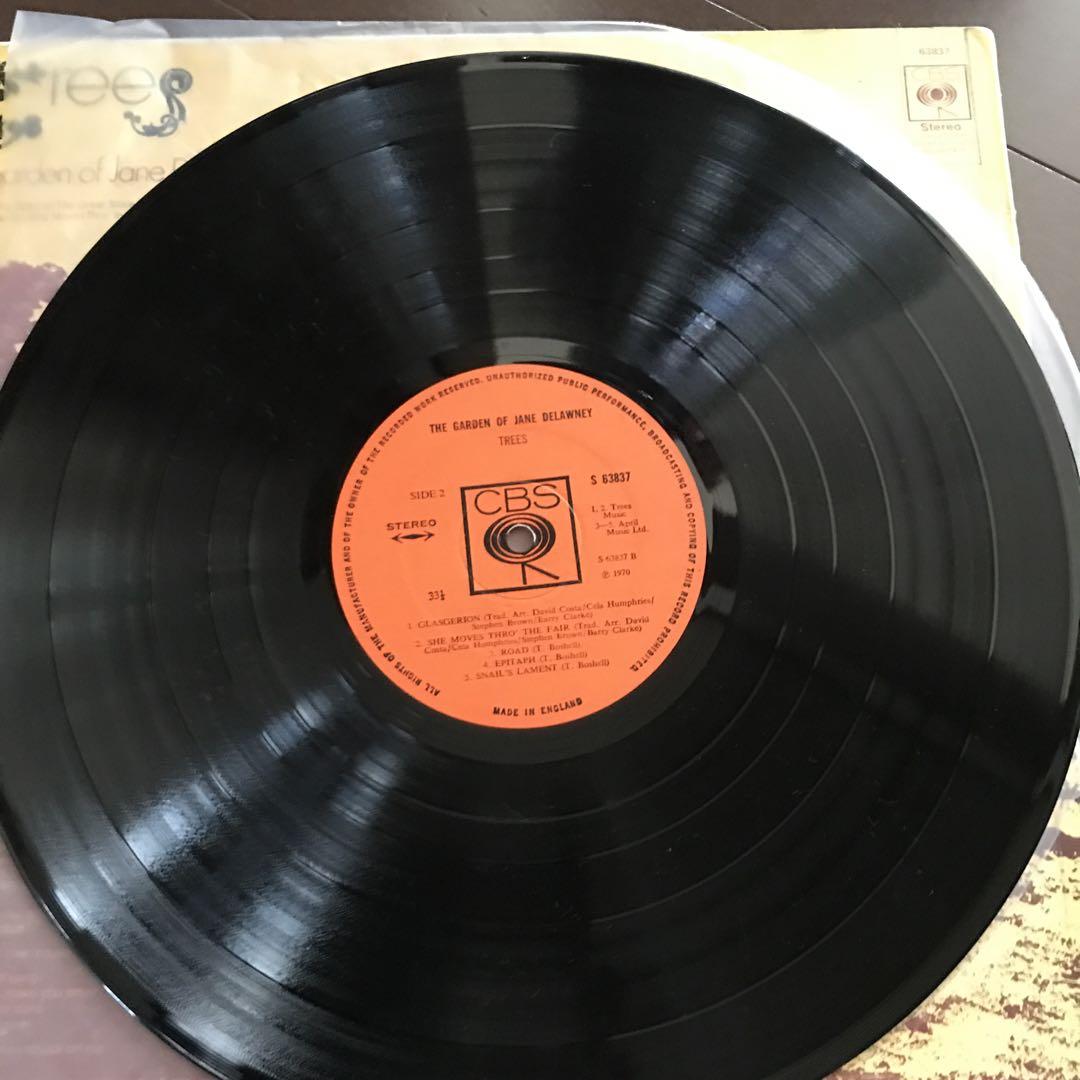 Trees
arden of Jane D
63837
CBS
Stereo
ALL RIGHTS OF THE MANUFACTURER AND OF THE OWNER OF THE RECORDED WORK RESERVED. UNAUTHORIZED PUBLIC PERFORMANCE, BROADCASTING AND COPYING OF THIS RECORD PROHIBITED.
THE GARDEN OF JANE DELAWNEY
TREES
SIDE 2
STEREO
33⅓
CBS
S 63837
1, 2 Trees
Music
3—5 April
Music Ltd.
S 63837 B
℗ 1970
1. GLASGERION (Trad. Arr. David Costa/Cela Humphries/
Stephen Brown/Barry Clarke)
2. SHE MOVES THRO' THE FAIR (Trad. Arr. David
Costa/Cela Humphries/Stephen Brown/Barry Clarke)
3. ROAD (T. Boshell)
4. EPITAPH (T. Boshell)
5. SNAIL'S LAMENT (T. Boshell)
MADE IN ENGLAND